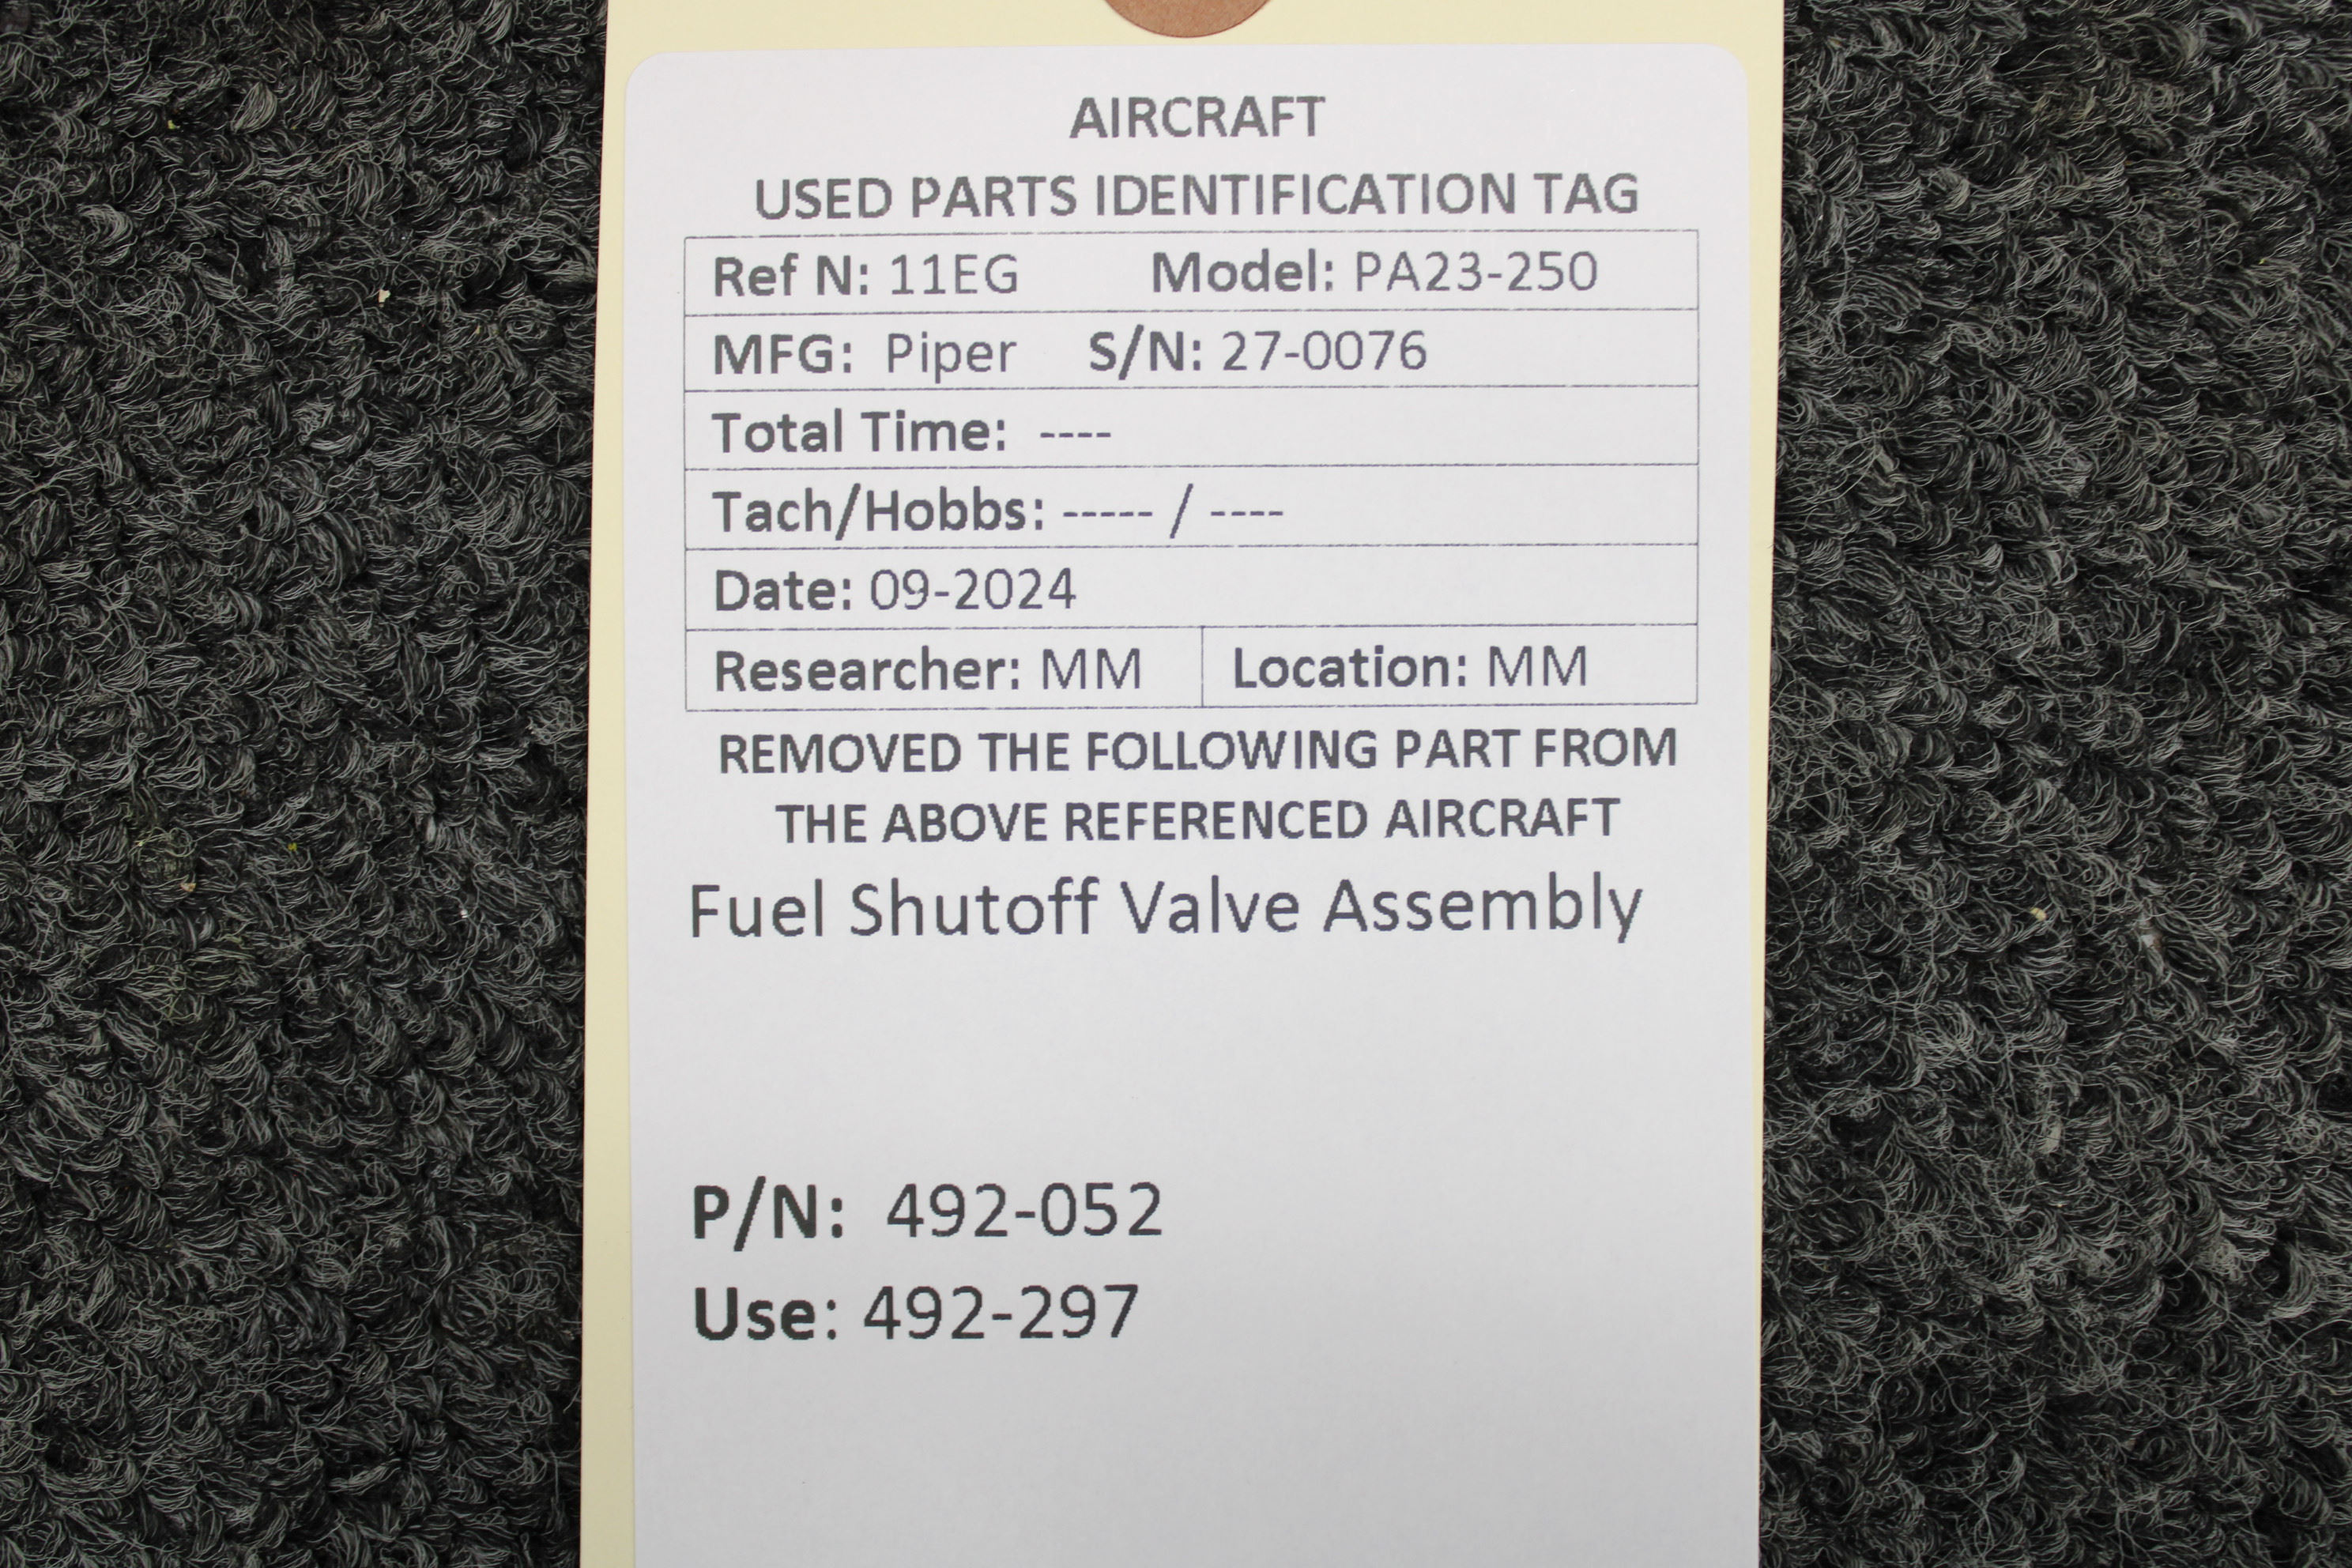 AIRCRAFT
USED PARTS IDENTIFICATION TAG
Ref N: 11EG Model: PA23-250
MFG: Piper S/N: 27-0076
Total Time: ----
Tach/Hobbs: ----- / ----
Date: 09-2024
Researcher: MM Location: MM
REMOVED THE FOLLOWING PART FROM
THE ABOVE REFERENCED AIRCRAFT
Fuel Shutoff Valve Assembly
P/N: 492-052
Use: 492-297